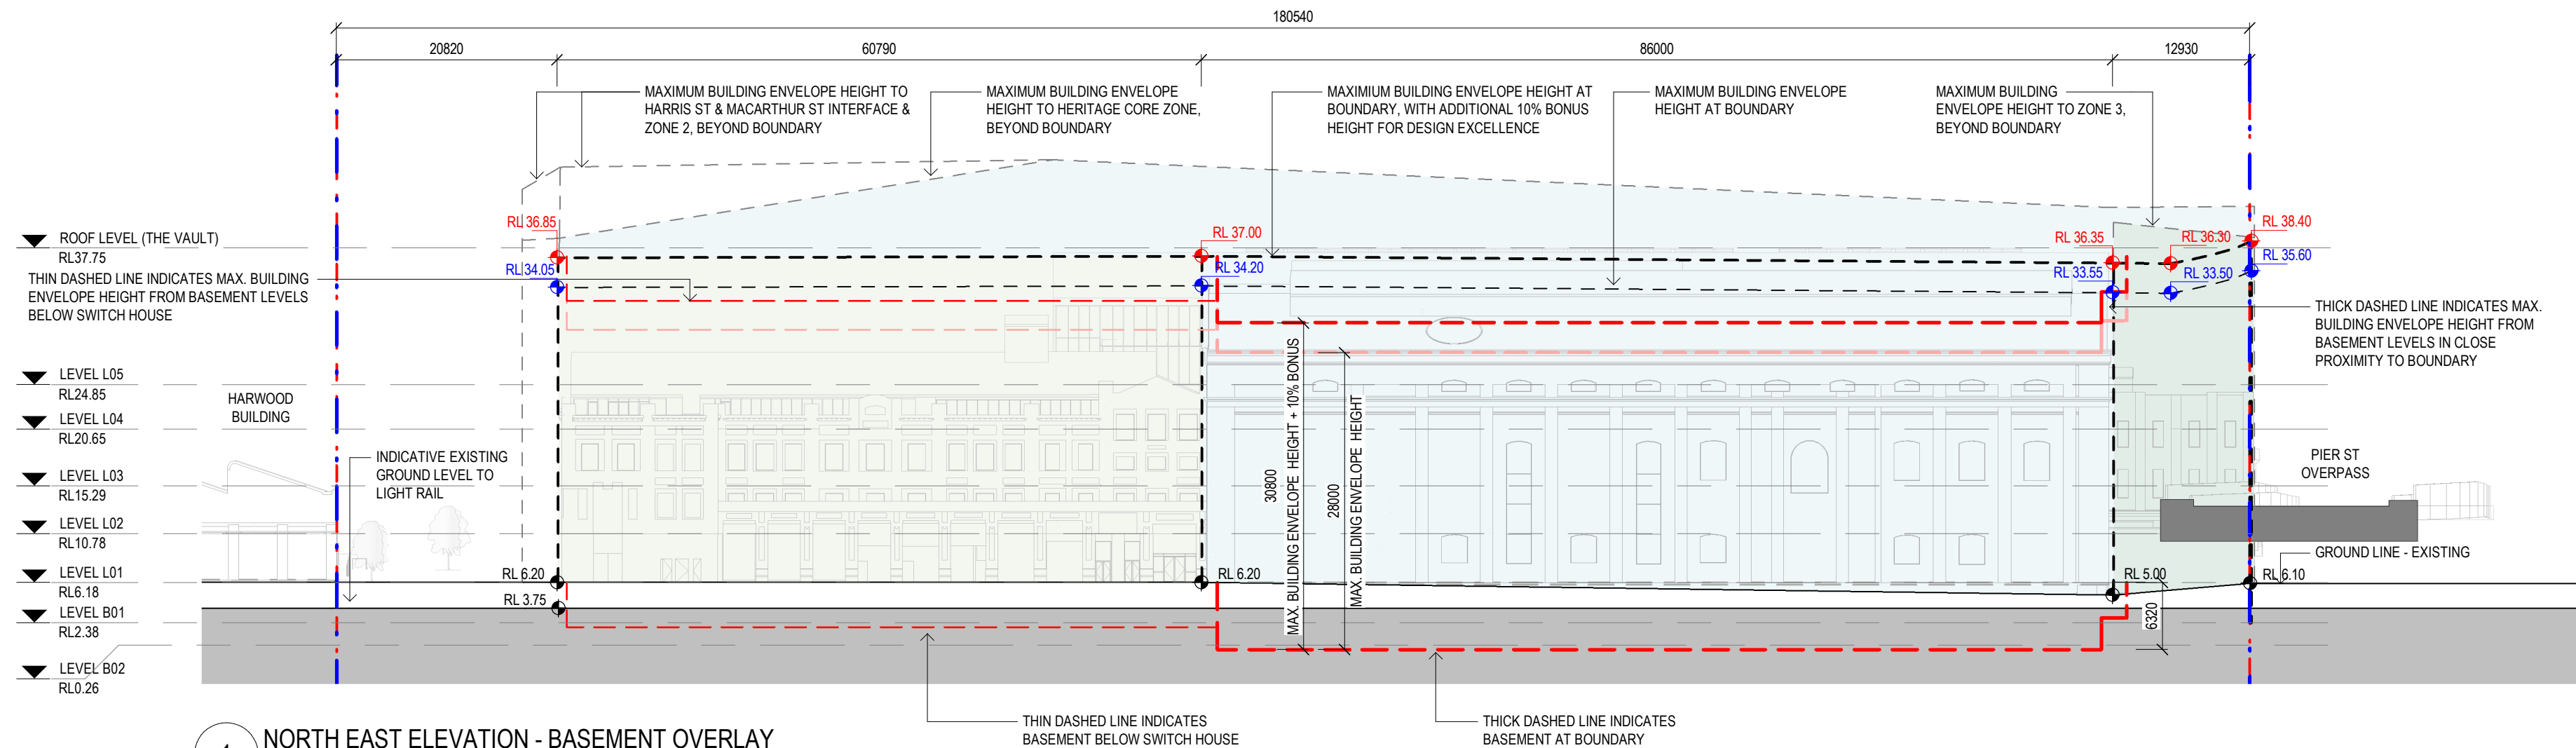 180540
20820
60790
86000
12930
MAXIMUM BUILDING ENVELOPE HEIGHT TO
HARRIS ST & MACARTHUR ST INTERFACE &
ZONE 2, BEYOND BOUNDARY
MAXIMUM BUILDING ENVELOPE
HEIGHT TO HERITAGE CORE ZONE,
BEYOND BOUNDARY
MAXIMIUM BUILDING ENVELOPE HEIGHT AT
BOUNDARY, WITH ADDITIONAL 10% BONUS
HEIGHT FOR DESIGN EXCELLENCE
MAXIMUM BUILDING ENVELOPE
HEIGHT AT BOUNDARY
MAXIMUM BUILDING
ENVELOPE HEIGHT TO ZONE 3,
BEYOND BOUNDARY
RL 36.85
RL 37.00
RL 36.35
RL 36.30
RL 38.40
RL 34.05
RL 34.20
RL 33.55
RL 33.50
RL 35.60
ROOF LEVEL (THE VAULT)
RL37.75
THIN DASHED LINE INDICATES MAX. BUILDING
ENVELOPE HEIGHT FROM BASEMENT LEVELS
BELOW SWITCH HOUSE
THICK DASHED LINE INDICATES MAX.
BUILDING ENVELOPE HEIGHT FROM
BASEMENT LEVELS IN CLOSE
PROXIMITY TO BOUNDARY
LEVEL L05
RL24.85
HARWOOD
BUILDING
LEVEL L04
RL20.65
INDICATIVE EXISTING
GROUND LEVEL TO
LIGHT RAIL
LEVEL L03
RL15.29
LEVEL L02
RL10.78
LEVEL L01
RL6.18
LEVEL B01
RL2.38
LEVEL B02
RL0.26
30800
MAX. BUILDING ENVELOPE HEIGHT + 10% BONUS
28000
MAX. BUILDING ENVELOPE HEIGHT
PIER ST
OVERPASS
GROUND LINE - EXISTING
RL 6.20
RL 3.75
RL 6.20
RL 5.00
RL 6.10
6320
THIN DASHED LINE INDICATES
BASEMENT BELOW SWITCH HOUSE
THICK DASHED LINE INDICATES
BASEMENT AT BOUNDARY
NORTH EAST ELEVATION - BASEMENT OVERLAY